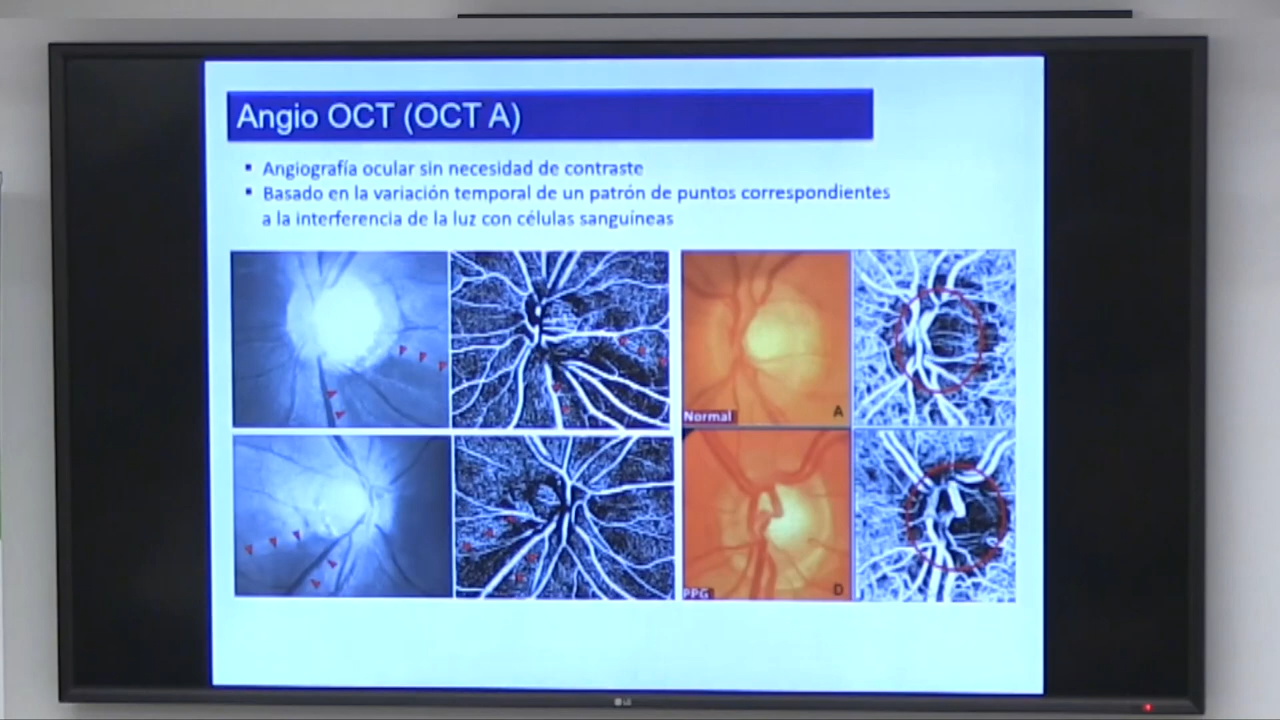 Angio OCT (OCT A)
▪ Angiografía ocular sin necesidad de contraste
▪ Basado en la variación temporal de un patrón de puntos correspondientes
a la interferencia de la luz con células sanguíneas
Normal
A
PPG
D
LG